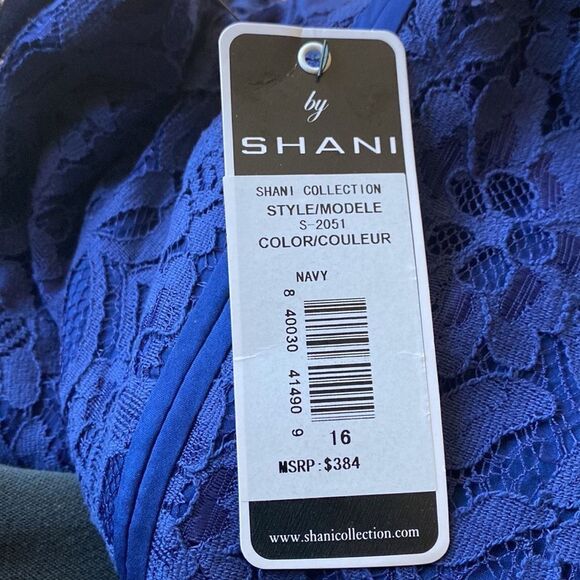 by
SHANI
SHANI COLLECTION
STYLE/MODELE
S-2051
COLOR/COULEUR
NAVY
8 40030 41490 9
16
MSRP:$384
www.shanicollection.com